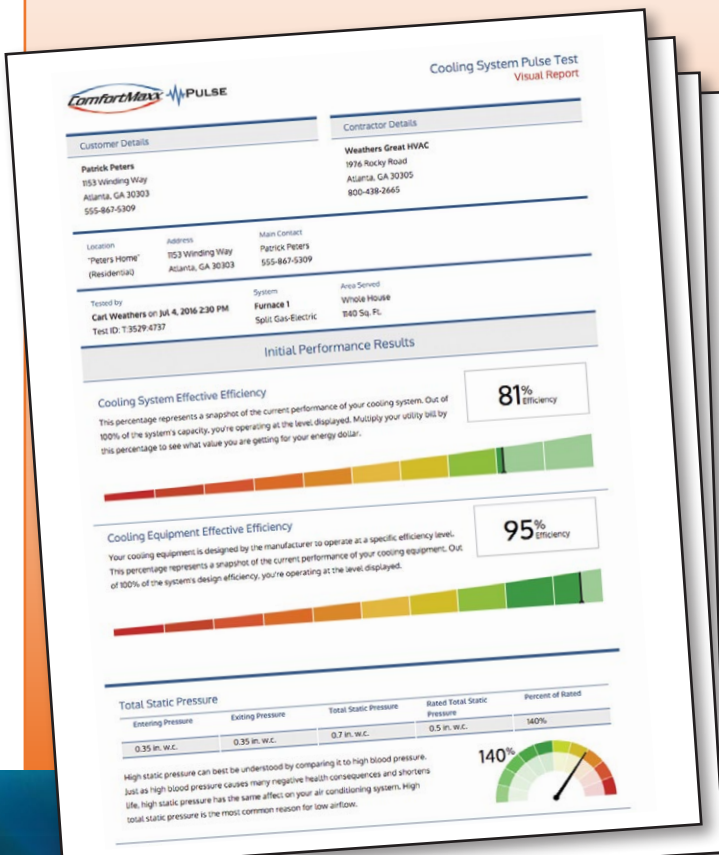 ComfortMaxx PULSE
Cooling System Pulse Test
Visual Report
Customer Details
Patrick Peters
1153 Winding Way
Atlanta, GA 30303
555-867-5309
Contractor Details
Weathers Great HVAC
1976 Rocky Road
Atlanta, GA 30305
800-438-2665
Location
"Peters Home"
(Residential)
Address
1153 Winding Way
Atlanta, GA 30303
Main Contact
Patrick Peters
555-867-5309
Tested by
Carl Weathers on Jul 4, 2016 2:30 PM
Test ID: T:3529:4737
System
Furnace 1
Split Gas-Electric
Area Served
Whole House
1140 Sq. Ft.
Initial Performance Results
Cooling System Effective Efficiency
This percentage represents a snapshot of the current performance of your cooling system. Out of
100% of the system's capacity, you're operating at the level displayed. Multiply your utility bill by
this percentage to see what value you are getting for your energy dollar.
81% Efficiency
Cooling Equipment Effective Efficiency
Your cooling equipment is designed by the manufacturer to operate at a specific efficiency level.
This percentage represents a snapshot of the current performance of your cooling equipment. Out
of 100% of the system's design efficiency, you're operating at the level displayed.
95% Efficiency
Total Static Pressure
Entering Pressure
Exiting Pressure
Total Static Pressure
Rated Total Static
Pressure
Percent of Rated
0.35 in. w.c.
0.35 in. w.c.
0.7 in. w.c.
0.5 in. w.c.
140%
High static pressure can best be understood by comparing it to high blood pressure.
Just as high blood pressure causes many negative health consequences and shortens
life, high static pressure has the same affect on your air conditioning system. High
total static pressure is the most common reason for low airflow.
140%